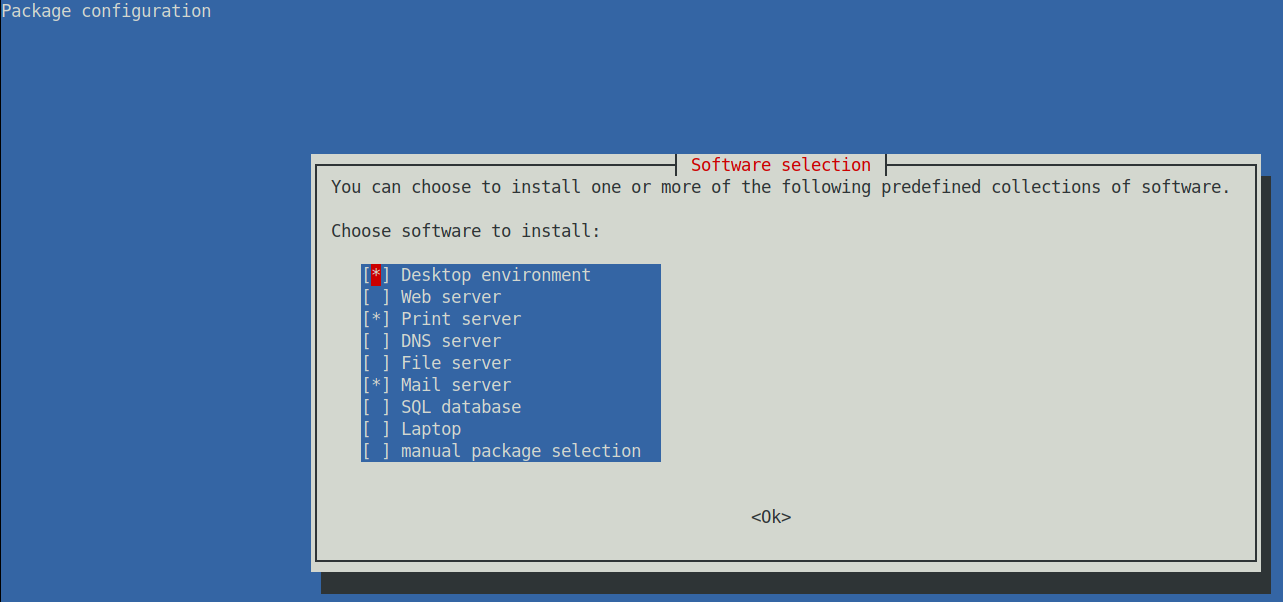 Package configuration
Software selection
You can choose to install one or more of the following predefined collections of software.
Choose software to install:
[*] Desktop environment
[ ] Web server
[*] Print server
[ ] DNS server
[ ] File server
[*] Mail server
[ ] SQL database
[ ] Laptop
[ ] manual package selection
<Ok>